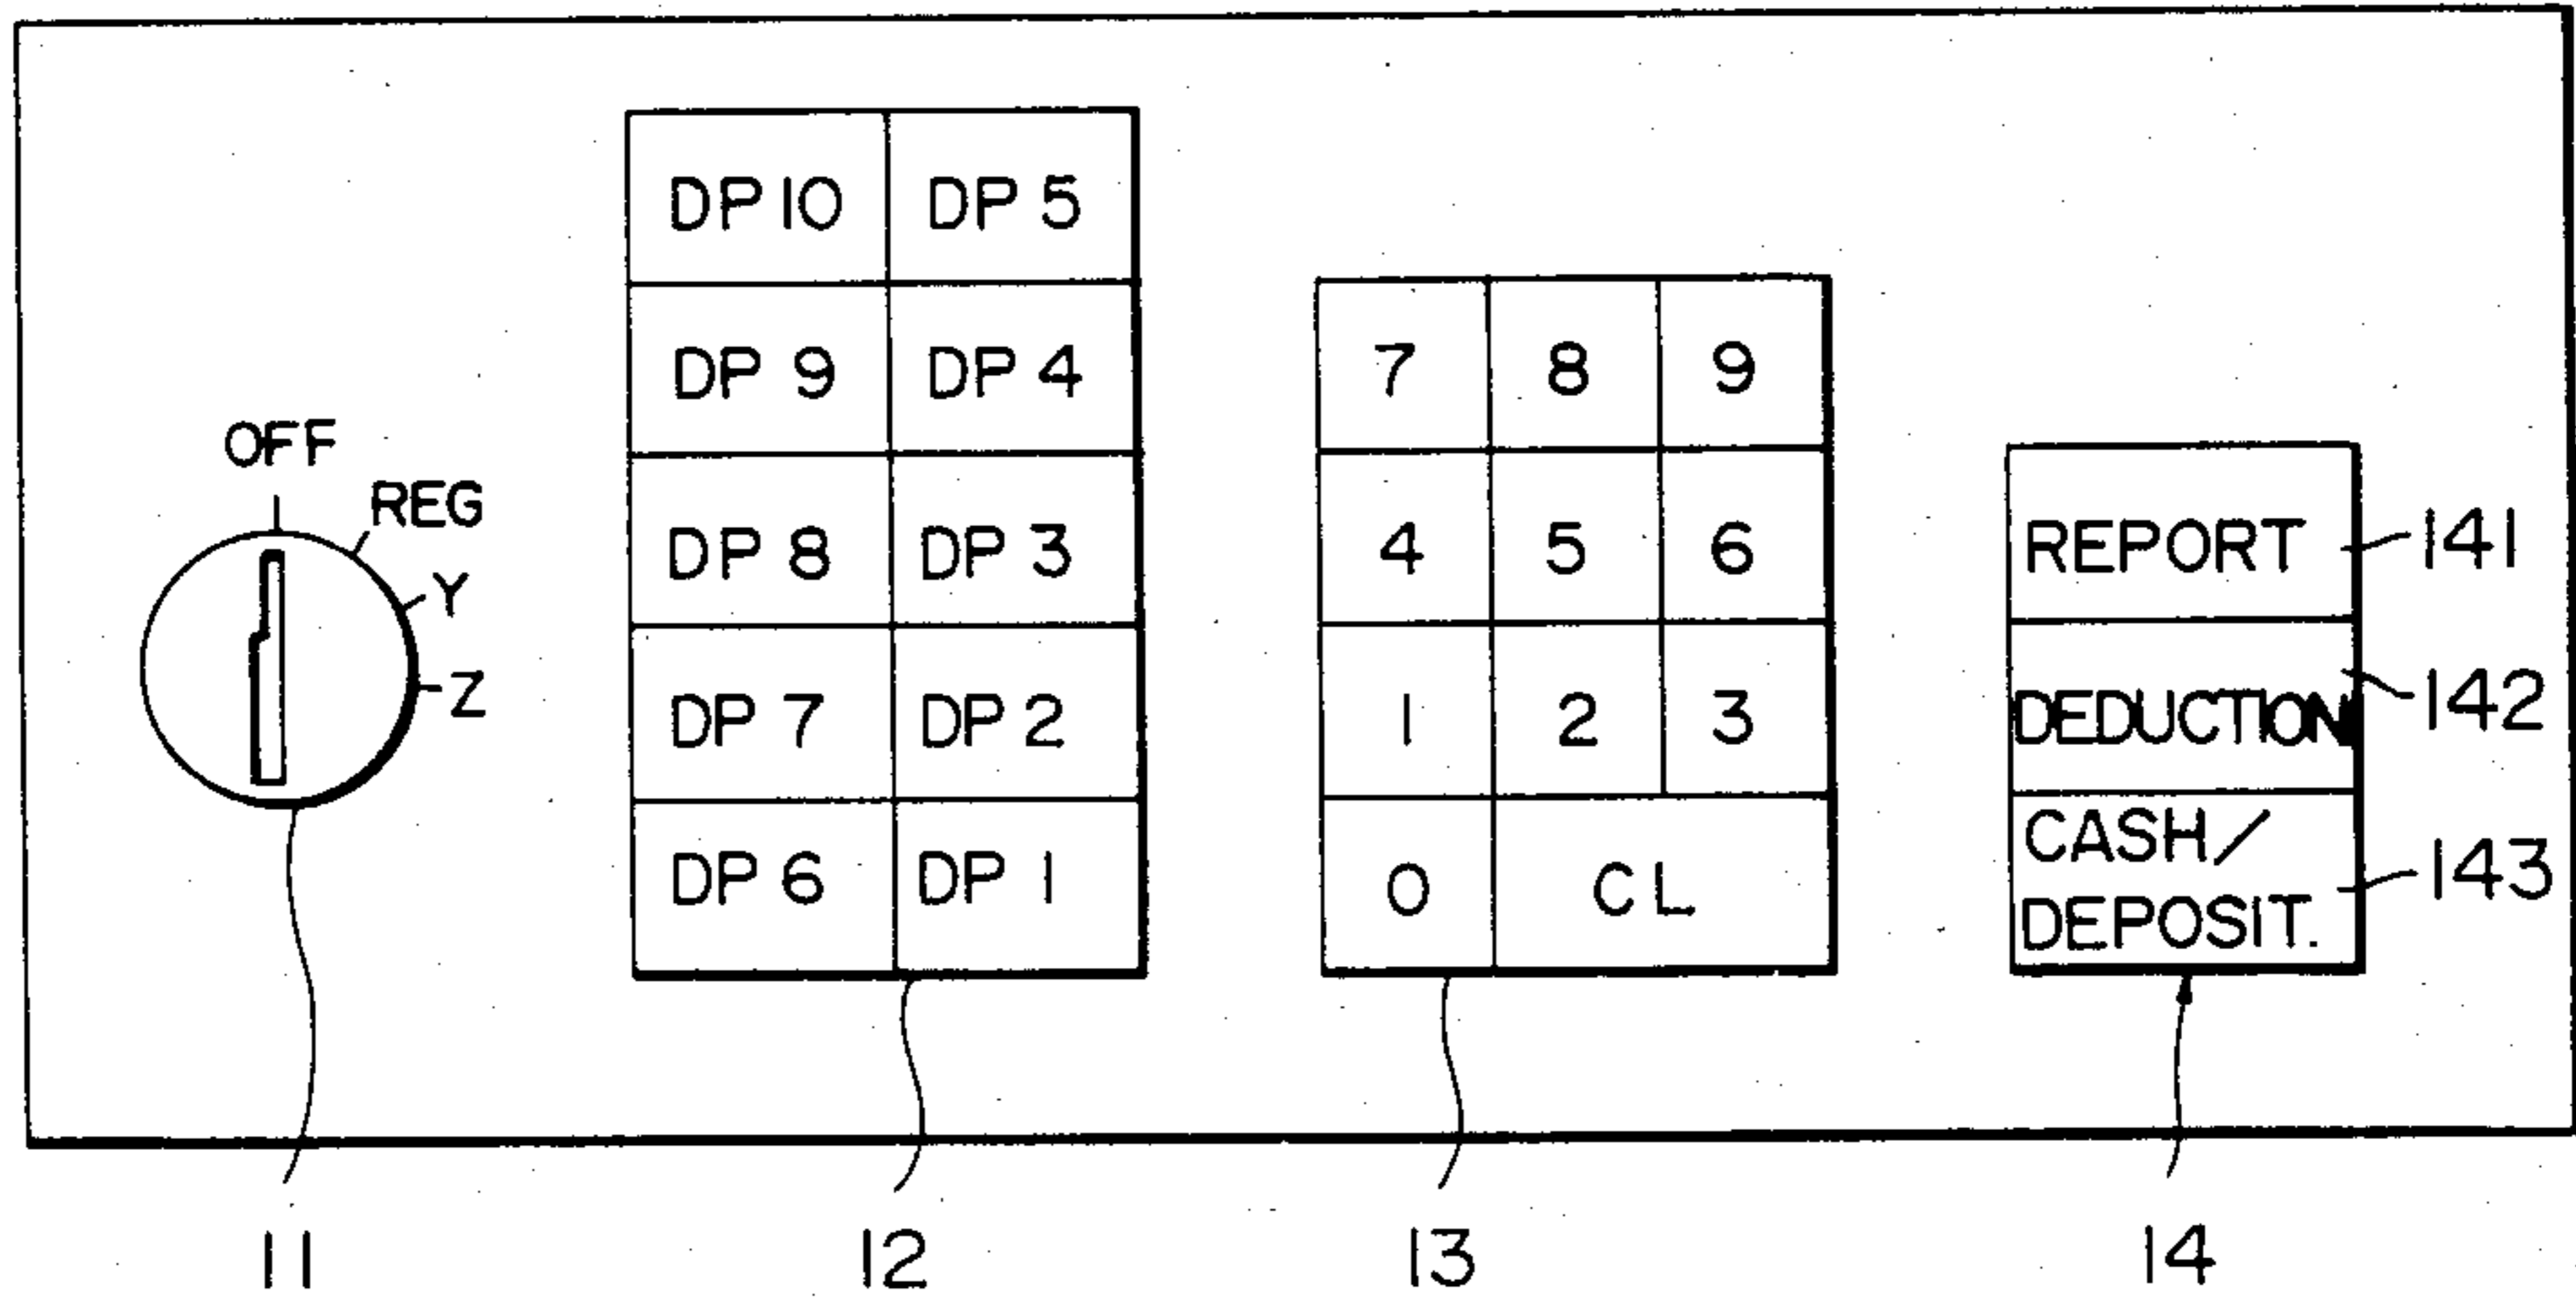 OFF
REG
Y
Z
DP 10 DP 5
DP 9 DP 4
DP 8 DP 3
DP 7 DP 2
DP 6 DP 1
7 8 9
4 5 6
1 2 3
0 CL
REPORT 141
DEDUCTION 142
CASH/
DEPOSIT. 143
11 12 13 14